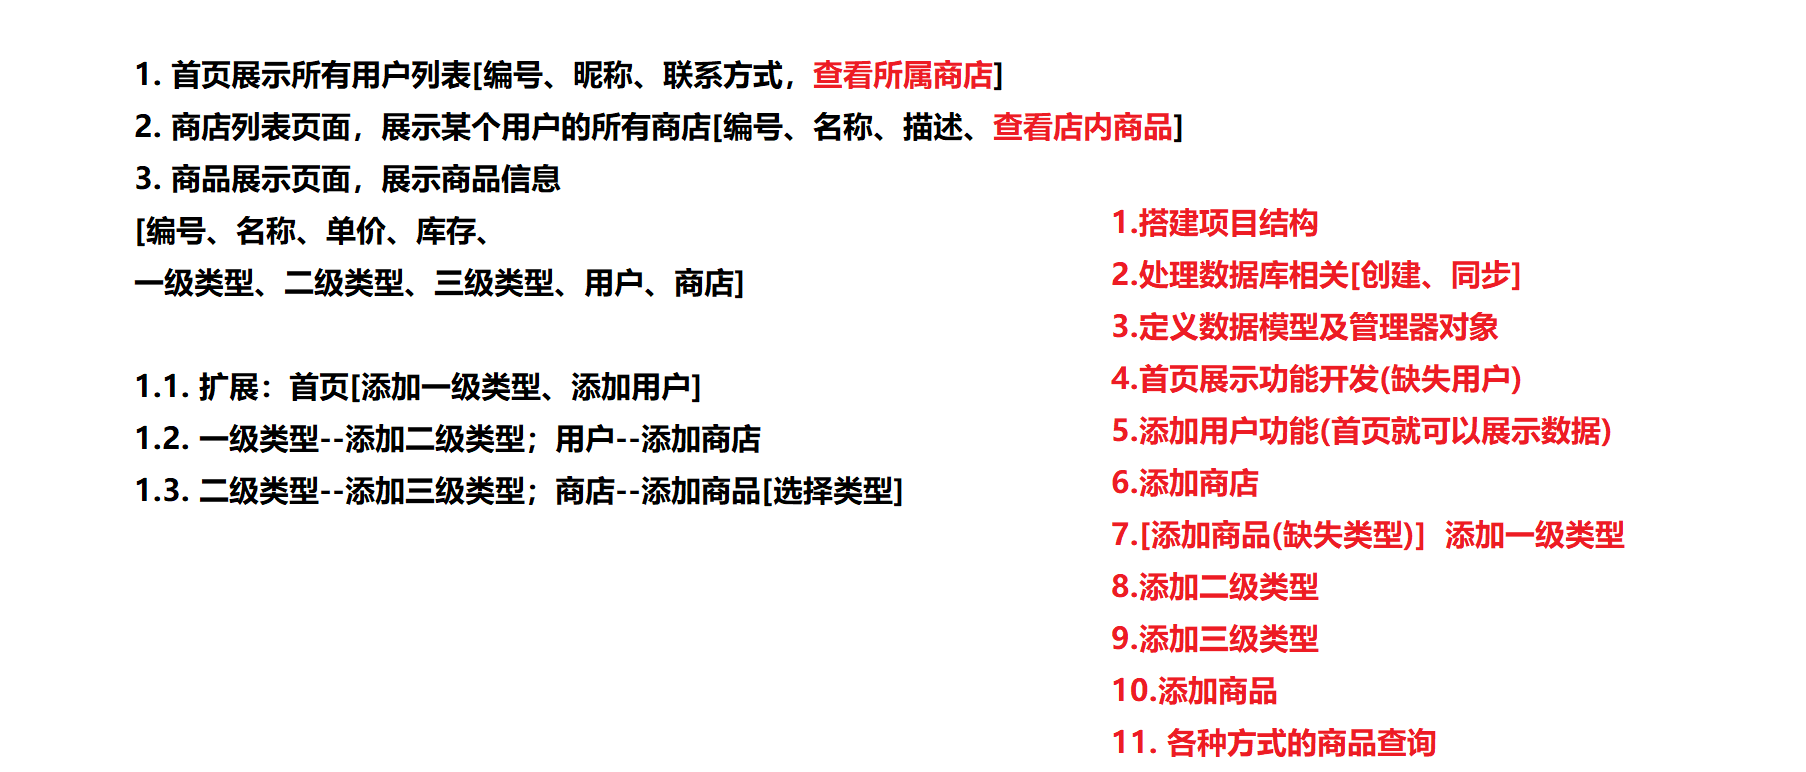 1. 首页展示所有用户列表[编号、昵称、联系方式，查看所属商店]
2. 商店列表页面，展示某个用户的所有商店[编号、名称、描述、查看店内商品]
3. 商品展示页面，展示商品信息
[编号、名称、单价、库存、
一级类型、二级类型、三级类型、用户、商店]
1.1. 扩展：首页[添加一级类型、添加用户]
1.2. 一级类型--添加二级类型；用户--添加商店
1.3. 二级类型--添加三级类型；商店--添加商品[选择类型]
1.搭建项目结构
2.处理数据库相关[创建、同步]
3.定义数据模型及管理器对象
4.首页展示功能开发(缺失用户)
5.添加用户功能(首页就可以展示数据)
6.添加商店
7.[添加商品(缺失类型)]  添加一级类型
8.添加二级类型
9.添加三级类型
10.添加商品
11. 各种方式的商品查询